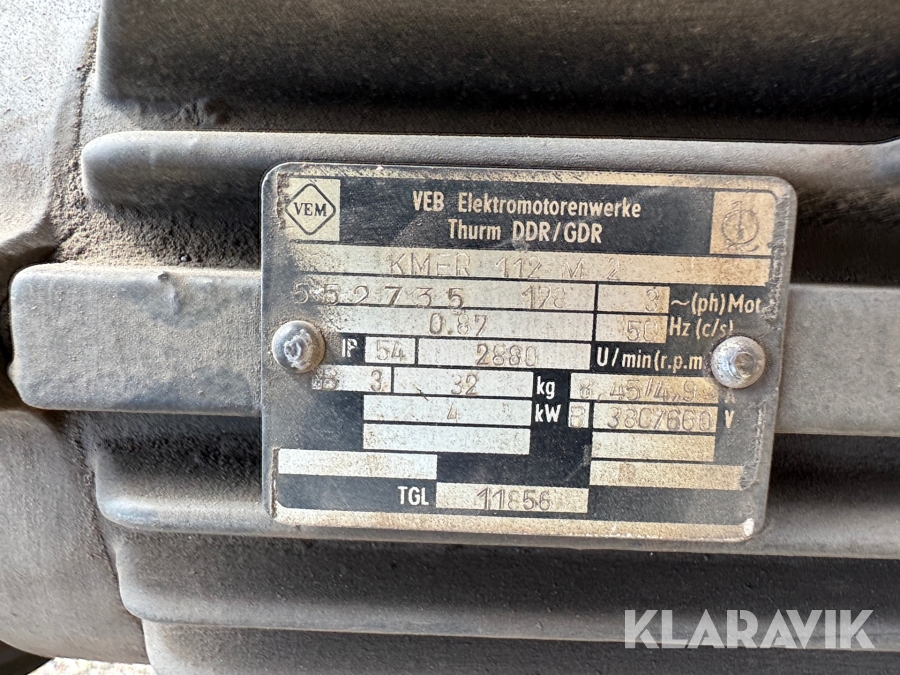 VEM
VEB Elektromotorenwerke
Thurm DDR/GDR
KMER 112 M 2
552735 178 3 ~(ph)Mot.
0.87 50 Hz(c/s)
IP 54 2880 U/min(r.p.m
3 32 kg 8,45/4,9 A
4 kW 380/660 V
TGL 11856
KLARAVIK